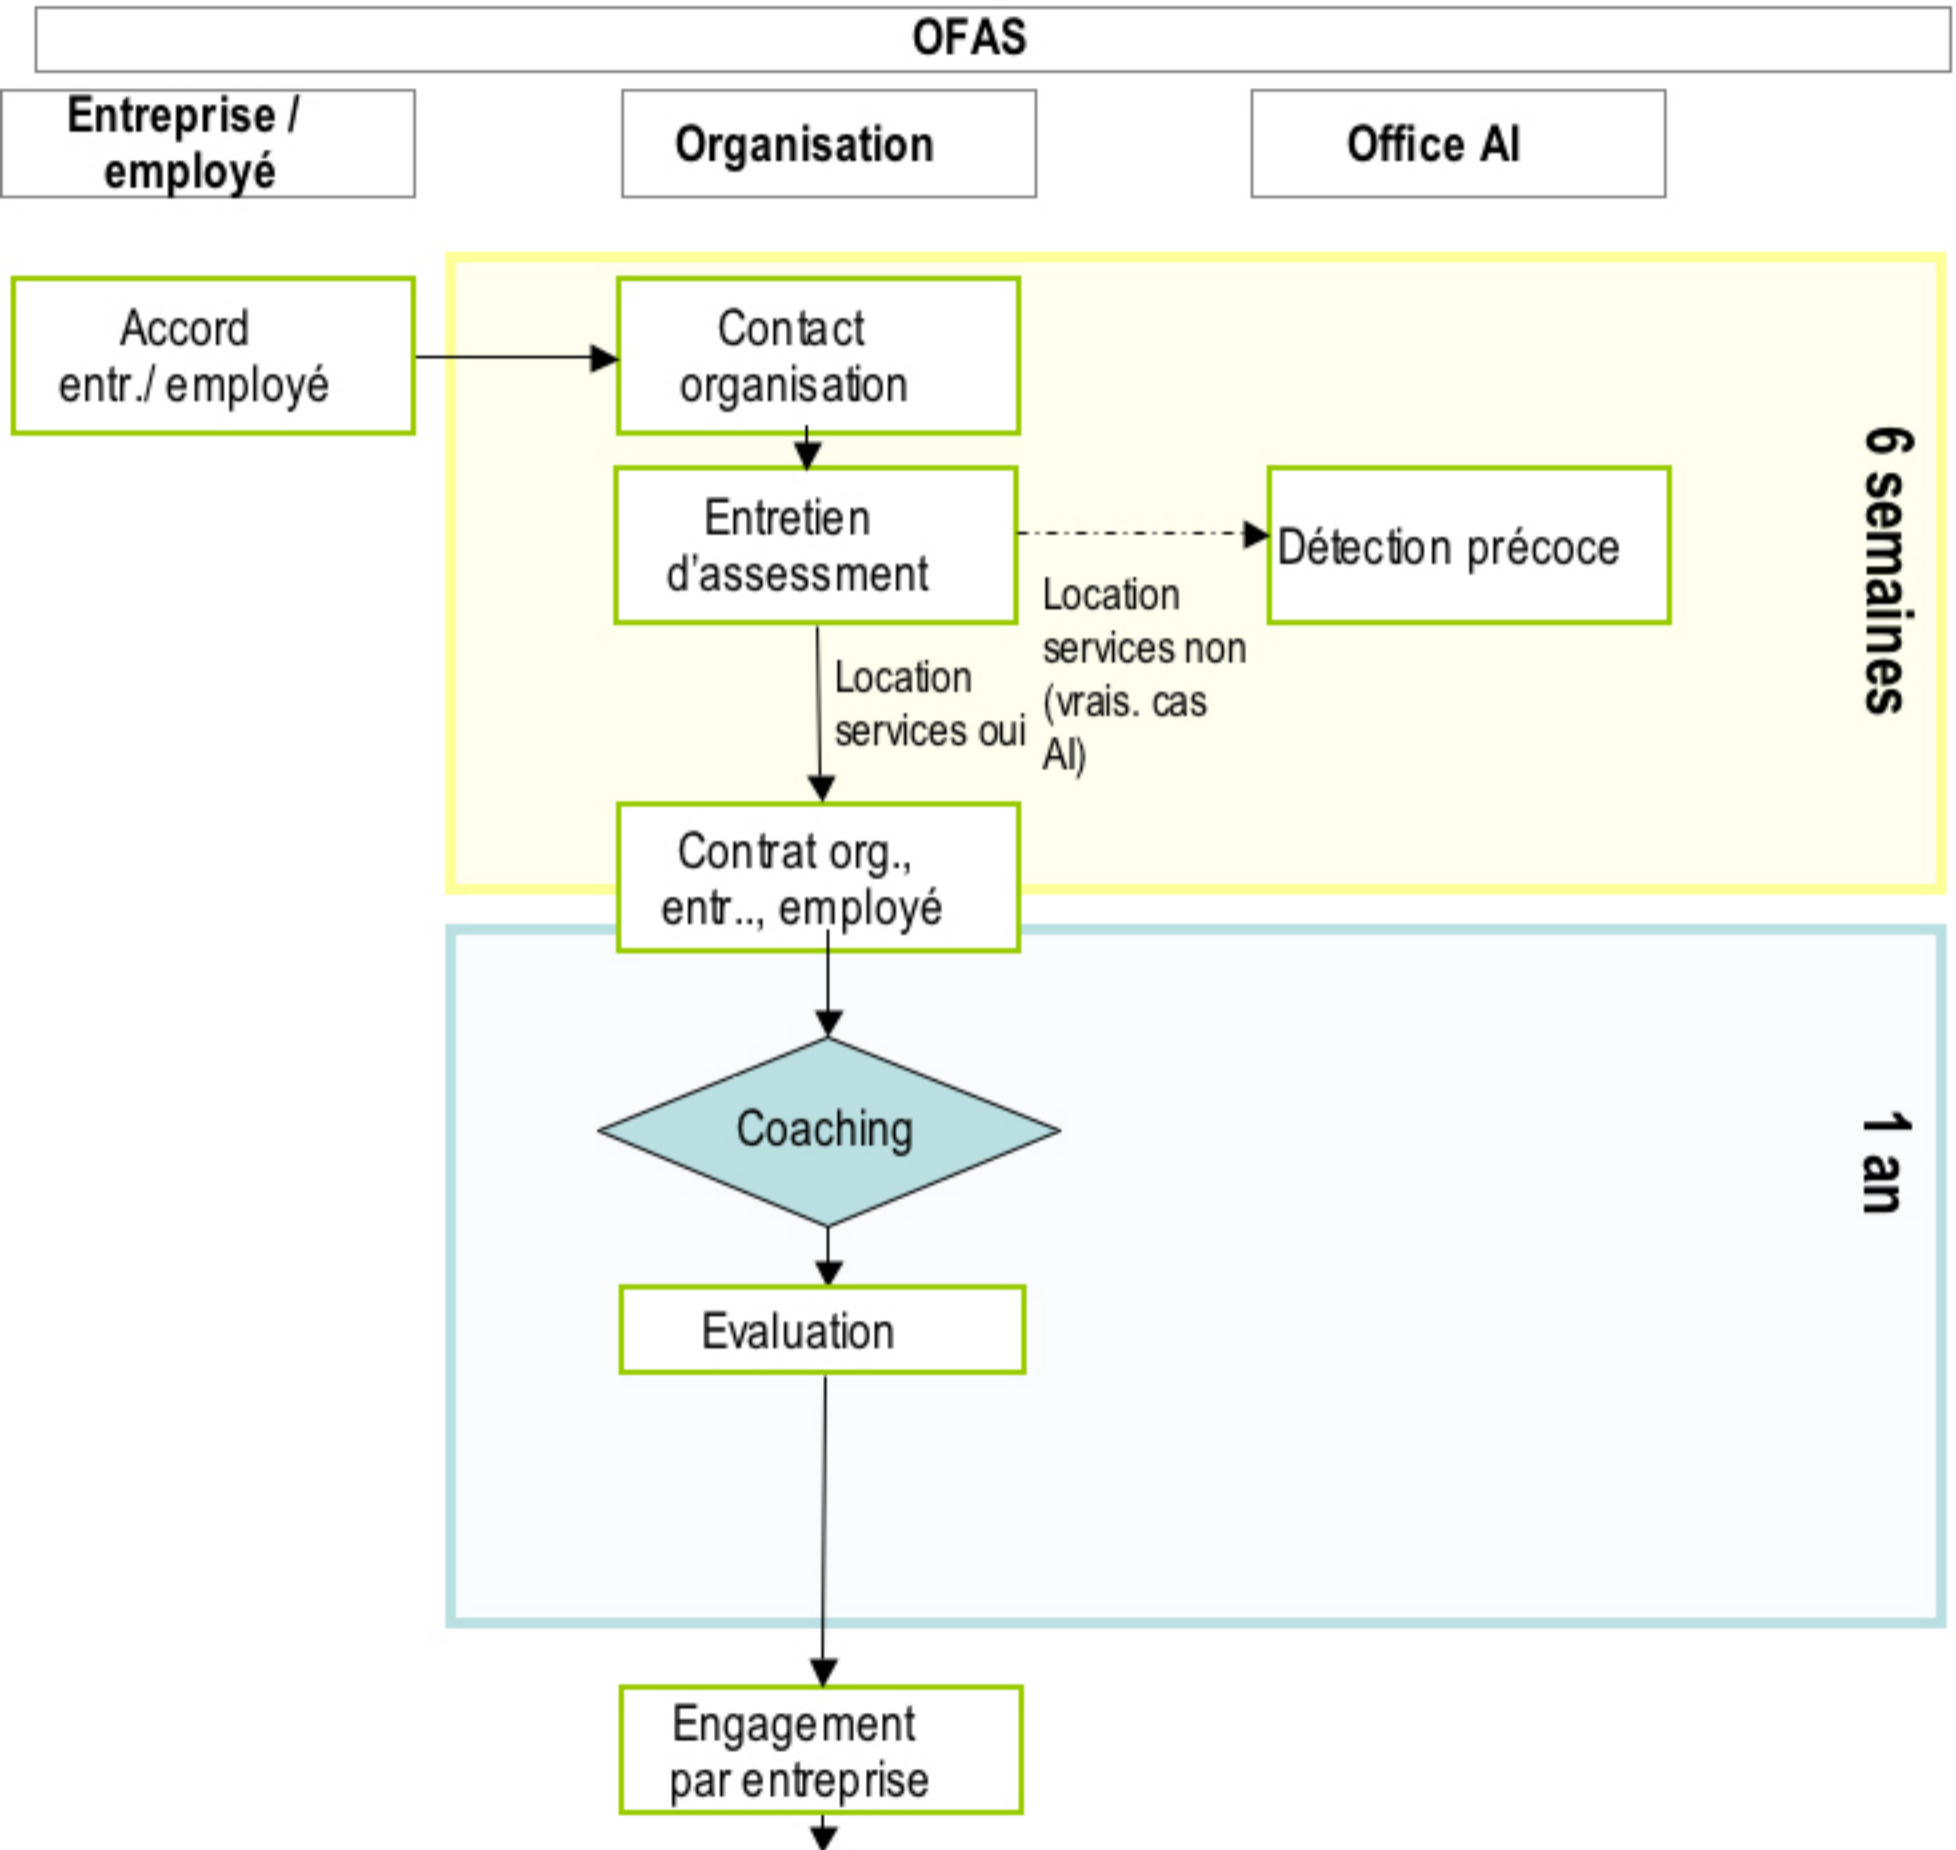 OFAS
Entreprise /
employé
Organisation
Office AI
Accord
entr./ employé
Contact
organisation
Entretien
d'assessment
Détection précoce
Location
services non
(vrais. cas
AI)
Location
services oui
6 semaines
Contrat org.,
entr.., employé
Coaching
1 an
Evaluation
Engagement
par entreprise